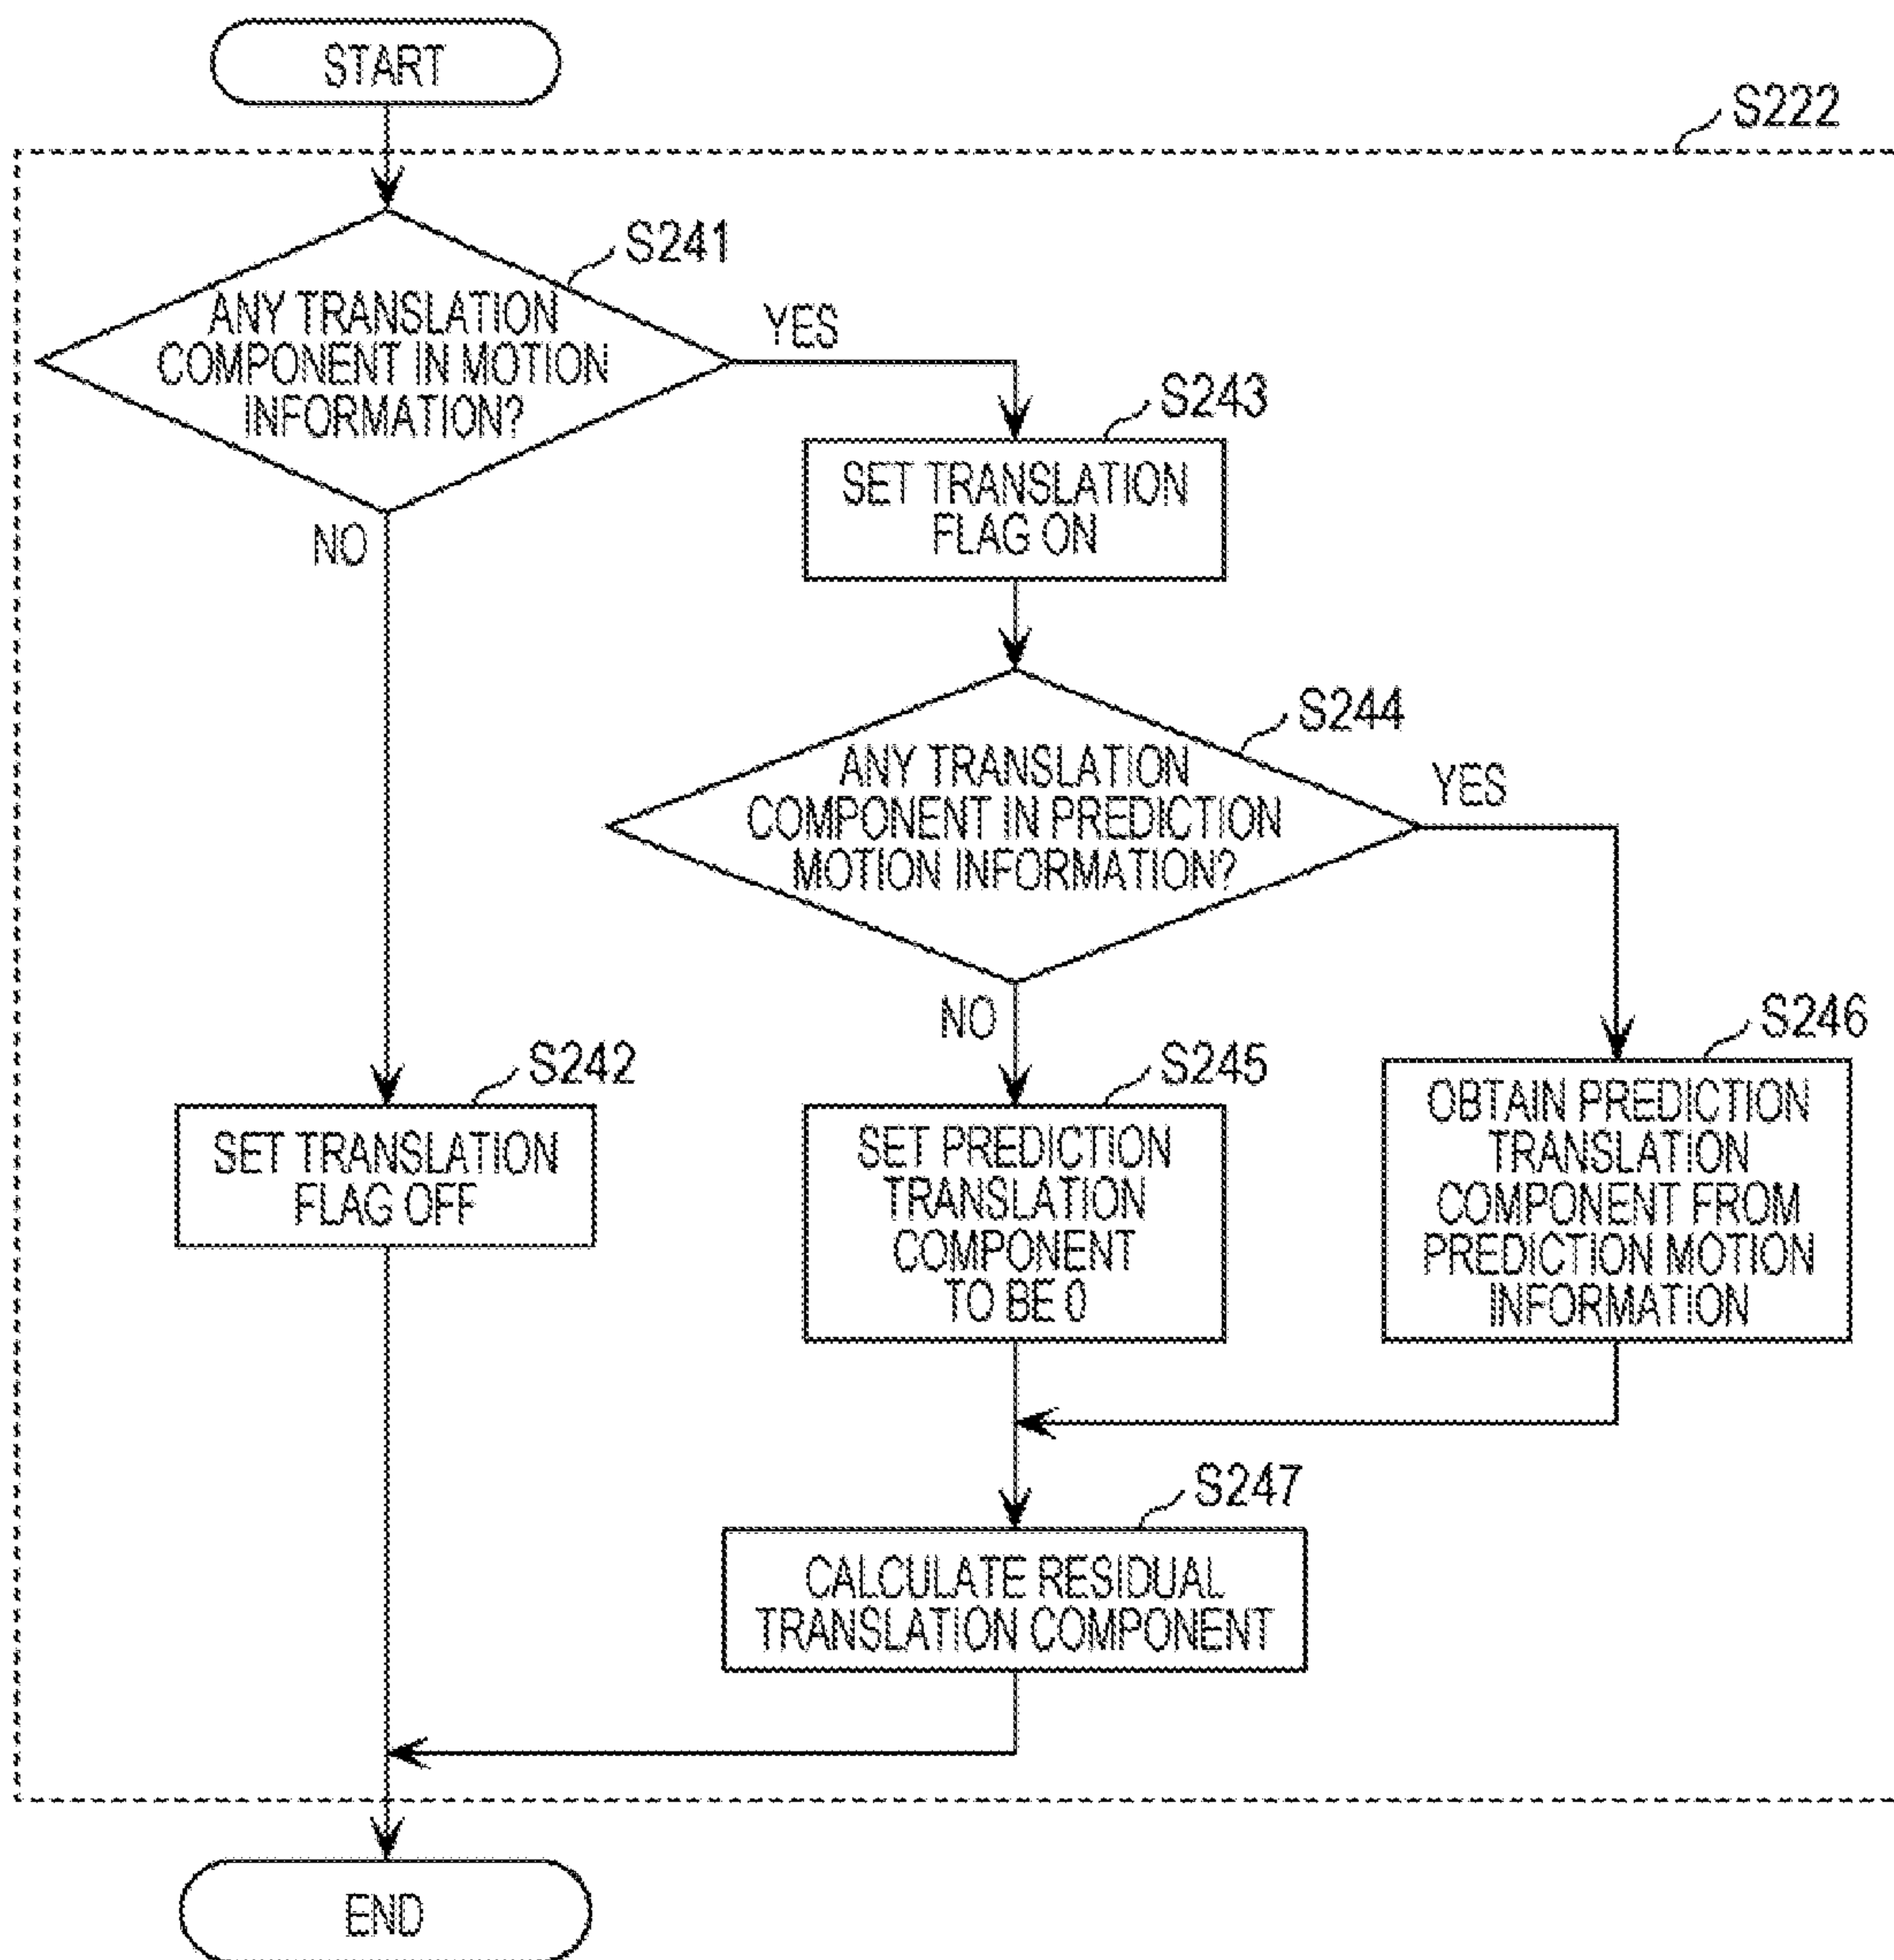 START
S222
S241
ANY TRANSLATION
COMPONENT IN MOTION
INFORMATION?
YES
NO
S243
SET TRANSLATION
FLAG ON
S244
ANY TRANSLATION
COMPONENT IN PREDICTION
MOTION INFORMATION?
YES
NO
S242
SET TRANSLATION
FLAG OFF
S245
SET PREDICTION
TRANSLATION
COMPONENT
TO BE 0
S246
OBTAIN PREDICTION
TRANSLATION
COMPONENT FROM
PREDICTION MOTION
INFORMATION
S247
CALCULATE RESIDUAL
TRANSLATION COMPONENT
END